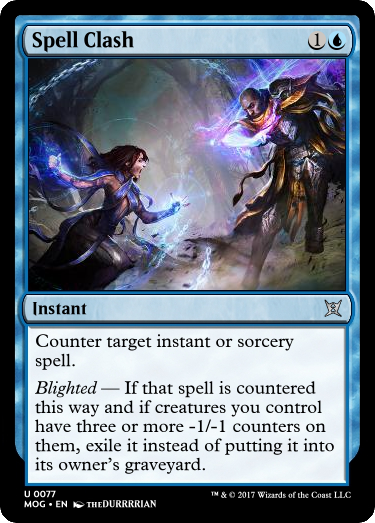 Spell Clash 1
Instant
Counter target instant or sorcery
spell.
Blighted — If that spell is countered
this way and if creatures you control
have three or more -1/-1 counters on
them, exile it instead of putting it into
its owner's graveyard.
U 0077
MOG • EN theDURRRRIAN
™ & © 2017 Wizards of the Coast LLC